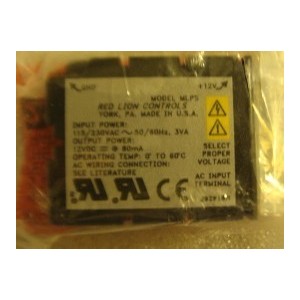 GND
+12V
MODEL MLPS
RED LION CONTROLS
YORK, PA. MADE IN U.S.A.
INPUT POWER:
115/230VAC ~ 50/60Hz, 3VA
OUTPUT POWER:
12VDC @ 80mA
OPERATING TEMP: 0° TO 60°C
AC WIRING CONNECTION:
SEE LITERATURE
SELECT
PROPER
VOLTAGE
AC INPUT
TERMINAL